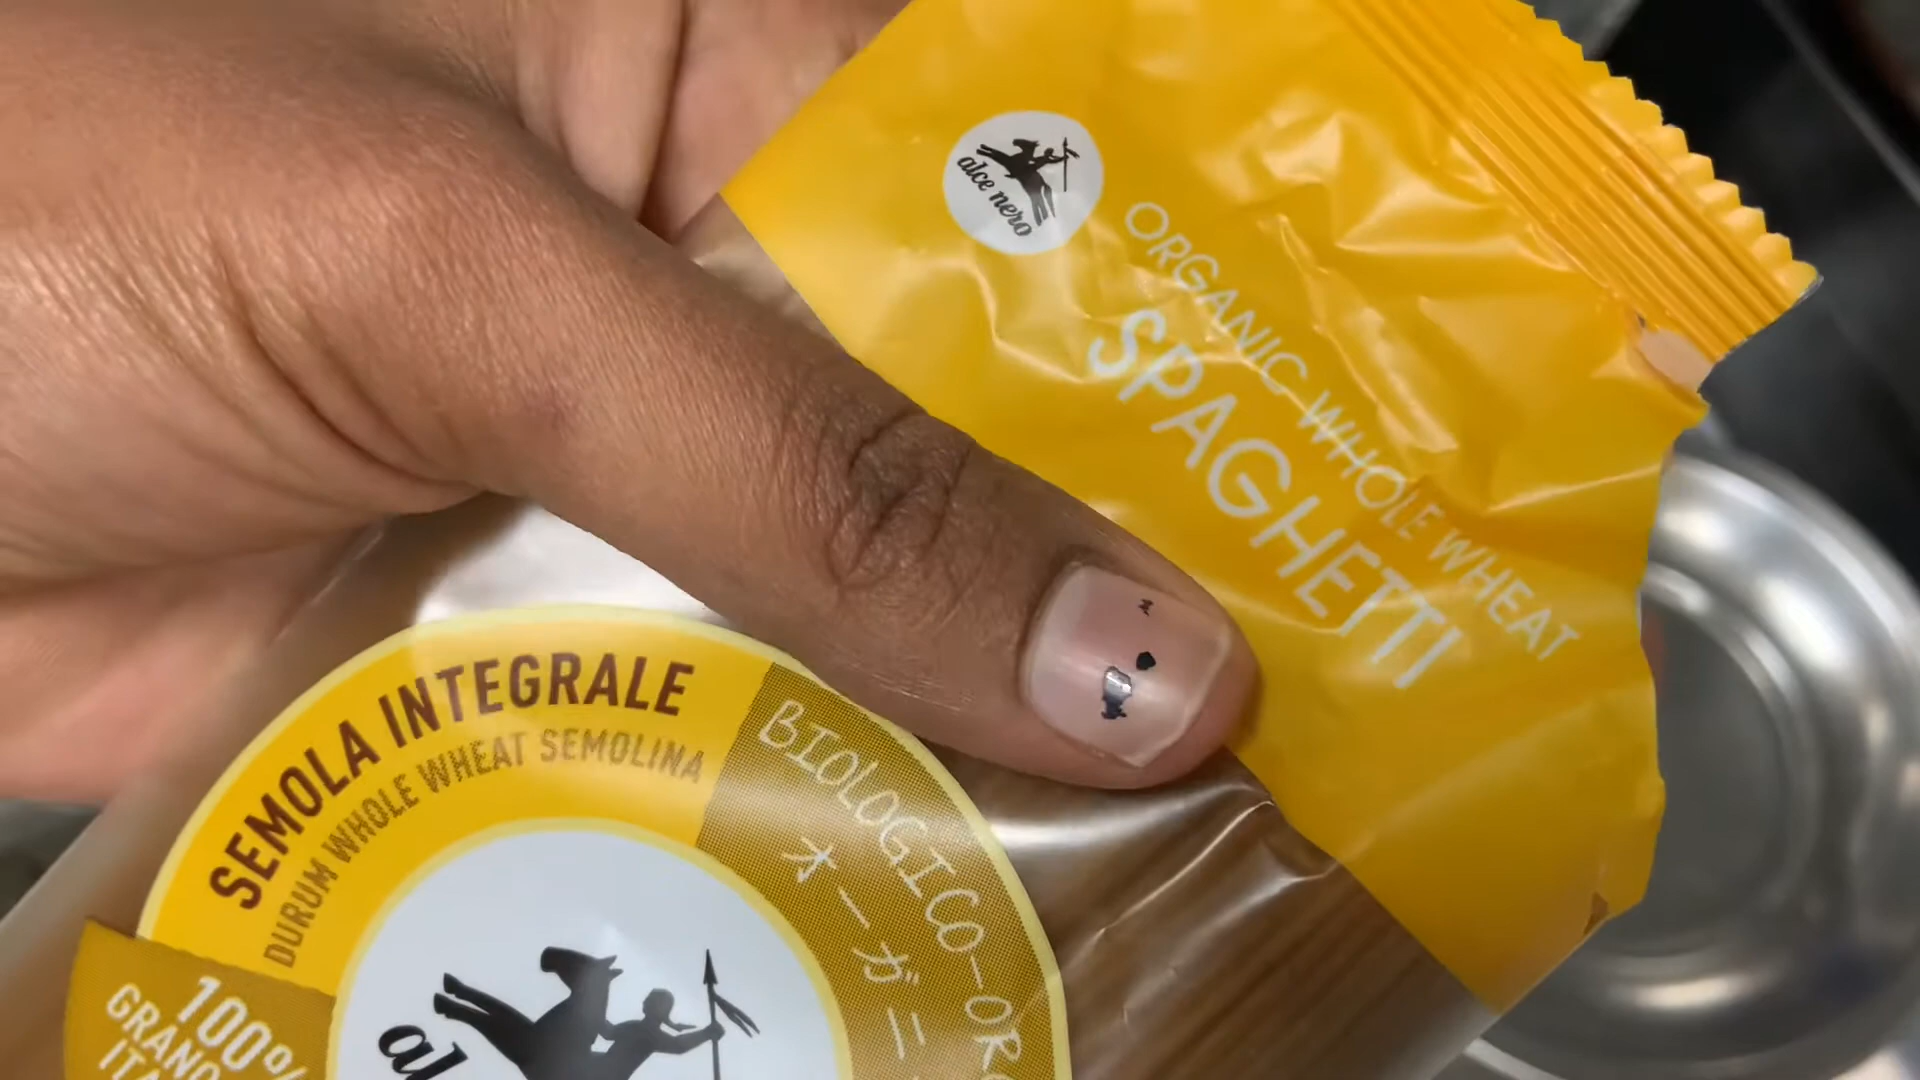 alce nero
ORGANIC WHOLE WHEAT
SPAGHETTI
SEMOLA INTEGRALE
DURUM WHOLE WHEAT SEMOLINA
BIOLOGICO-OR
オーガニ
100%
GRANO
ITA
al